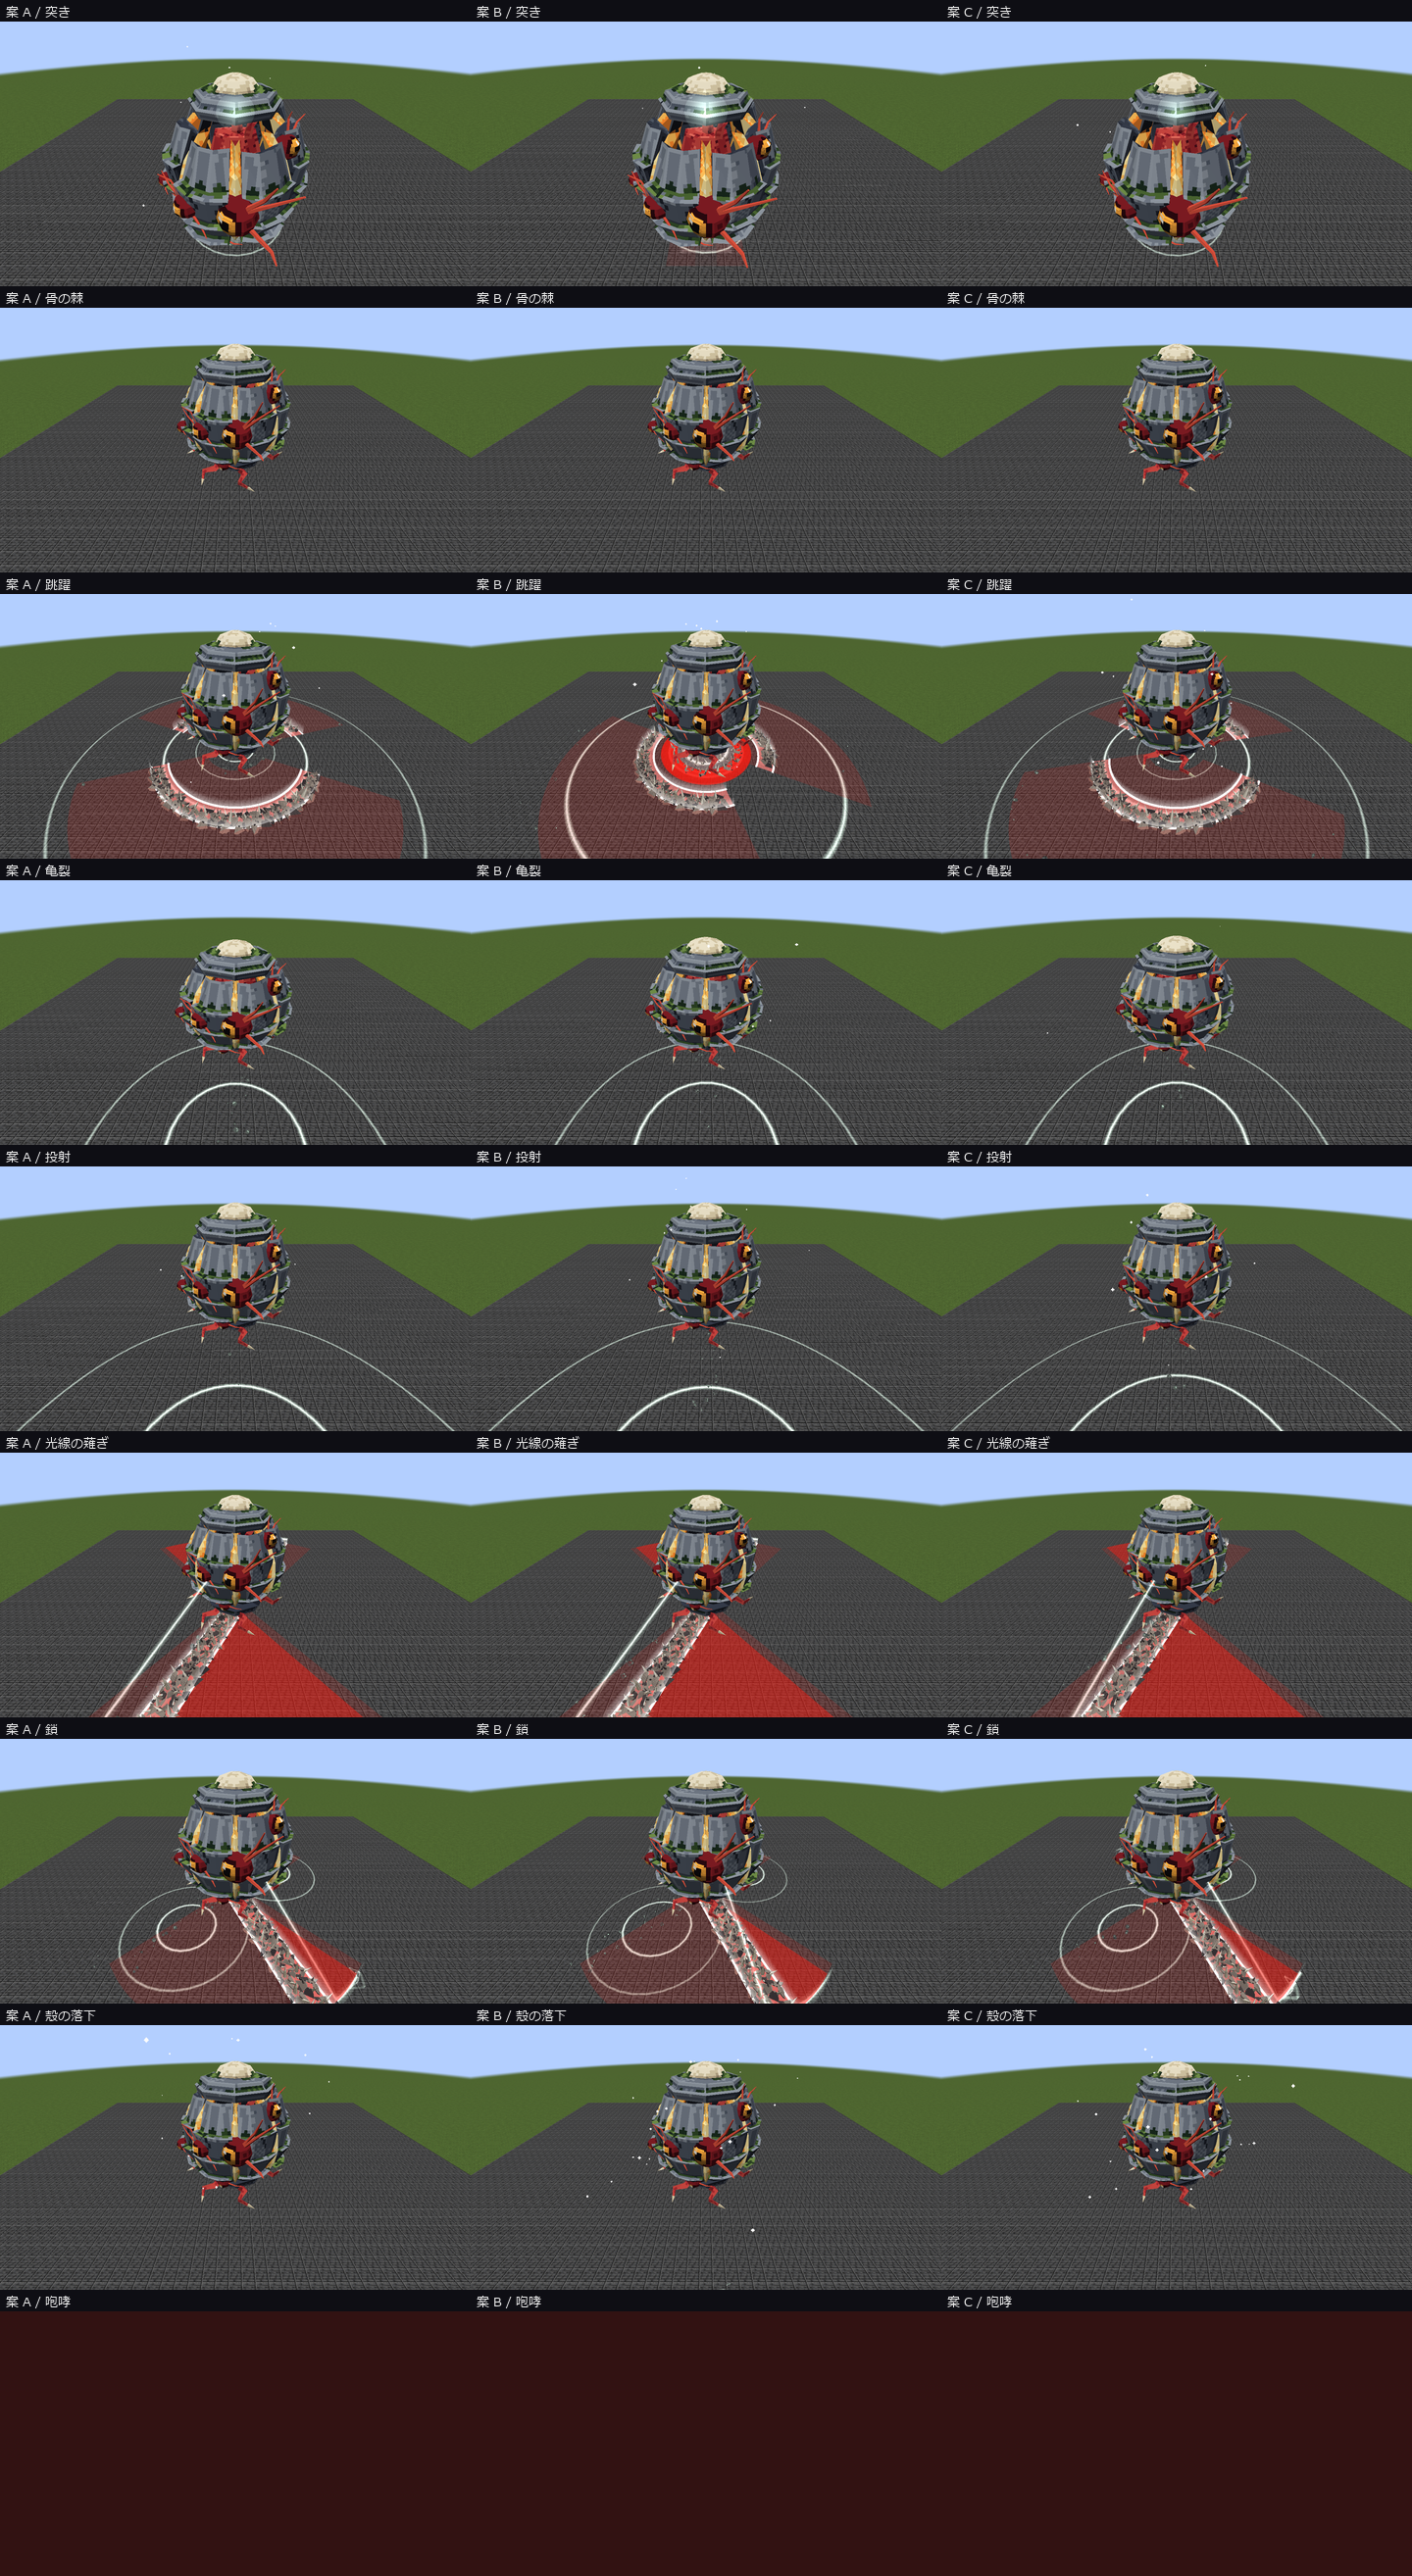 案 A / 突き
案 B / 突き
案 C / 突き
案 A / 骨の棘
案 B / 骨の棘
案 C / 骨の棘
案 A / 跳躍
案 B / 跳躍
案 C / 跳躍
案 A / 亀裂
案 B / 亀裂
案 C / 亀裂
案 A / 投射
案 B / 投射
案 C / 投射
案 A / 光線の薙ぎ
案 B / 光線の薙ぎ
案 C / 光線の薙ぎ
案 A / 鎖
案 B / 鎖
案 C / 鎖
案 A / 殻の落下
案 B / 殻の落下
案 C / 殻の落下
案 A / 咆哮
案 B / 咆哮
案 C / 咆哮